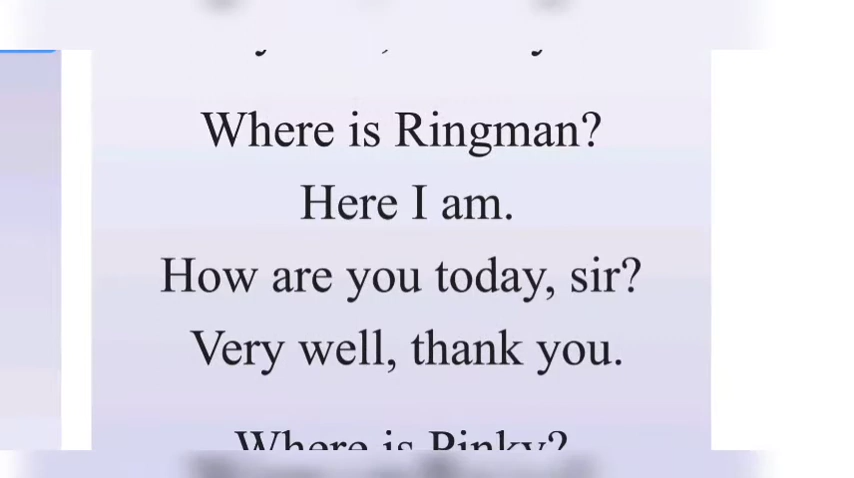 Where is Ringman?
Here I am.
How are you today, sir?
Very well, thank you.
Where is Pinky?